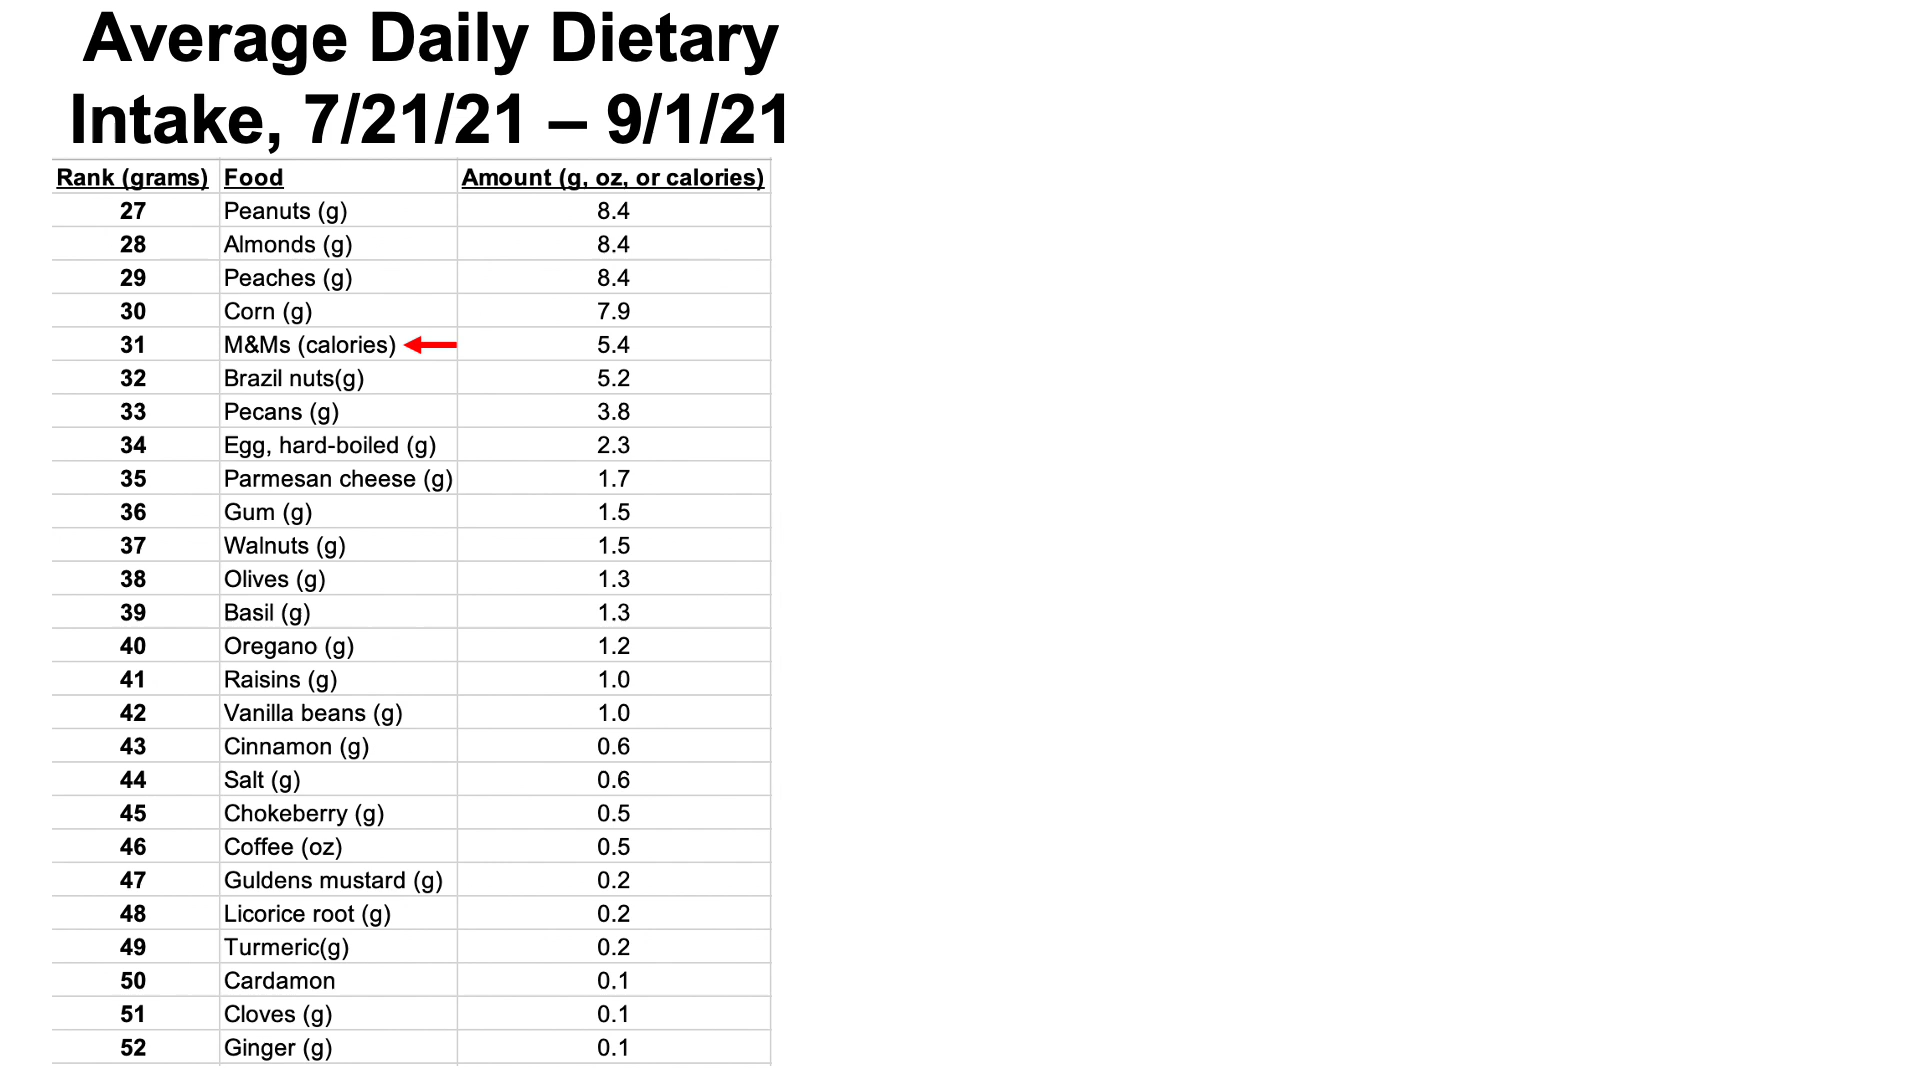 Average Daily Dietary
Intake, 7/21/21 – 9/1/21
Rank (grams) Food Amount (g, oz, or calories)
27 Peanuts (g) 8.4
28 Almonds (g) 8.4
29 Peaches (g) 8.4
30 Corn (g) 7.9
31 M&Ms (calories) 5.4
32 Brazil nuts(g) 5.2
33 Pecans (g) 3.8
34 Egg, hard-boiled (g) 2.3
35 Parmesan cheese (g) 1.7
36 Gum (g) 1.5
37 Walnuts (g) 1.5
38 Olives (g) 1.3
39 Basil (g) 1.3
40 Oregano (g) 1.2
41 Raisins (g) 1.0
42 Vanilla beans (g) 1.0
43 Cinnamon (g) 0.6
44 Salt (g) 0.6
45 Chokeberry (g) 0.5
46 Coffee (oz) 0.5
47 Guldens mustard (g) 0.2
48 Licorice root (g) 0.2
49 Turmeric(g) 0.2
50 Cardamon 0.1
51 Cloves (g) 0.1
52 Ginger (g) 0.1